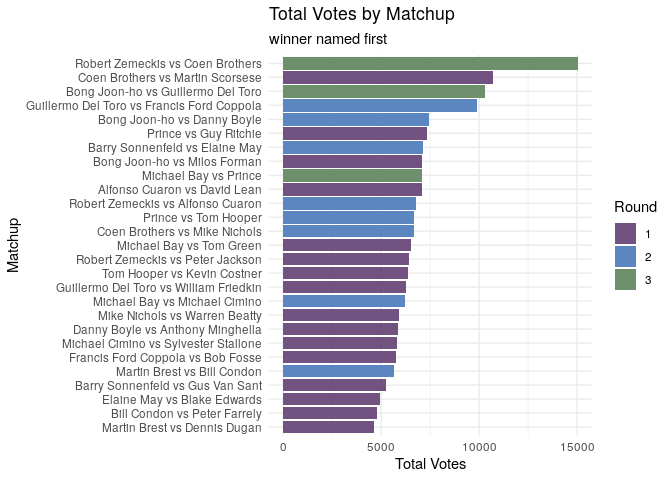 Total Votes by Matchup
winner named first
Robert Zemeckis vs Coen Brothers
Coen Brothers vs Martin Scorsese
Bong Joon-ho vs Guillermo Del Toro
Guillermo Del Toro vs Francis Ford Coppola
Bong Joon-ho vs Danny Boyle
Prince vs Guy Ritchie
Barry Sonnenfeld vs Elaine May
Bong Joon-ho vs Milos Forman
Michael Bay vs Prince
Alfonso Cuaron vs David Lean
Robert Zemeckis vs Alfonso Cuaron
Prince vs Tom Hooper
Coen Brothers vs Mike Nichols
Michael Bay vs Tom Green
Robert Zemeckis vs Peter Jackson
Tom Hooper vs Kevin Costner
Guillermo Del Toro vs William Friedkin
Michael Bay vs Michael Cimino
Mike Nichols vs Warren Beatty
Danny Boyle vs Anthony Minghella
Michael Cimino vs Sylvester Stallone
Francis Ford Coppola vs Bob Fosse
Martin Brest vs Bill Condon
Barry Sonnenfeld vs Gus Van Sant
Elaine May vs Blake Edwards
Bill Condon vs Peter Farrely
Martin Brest vs Dennis Dugan
Matchup
0 5000 10000 15000
Total Votes
Round
1
2
3